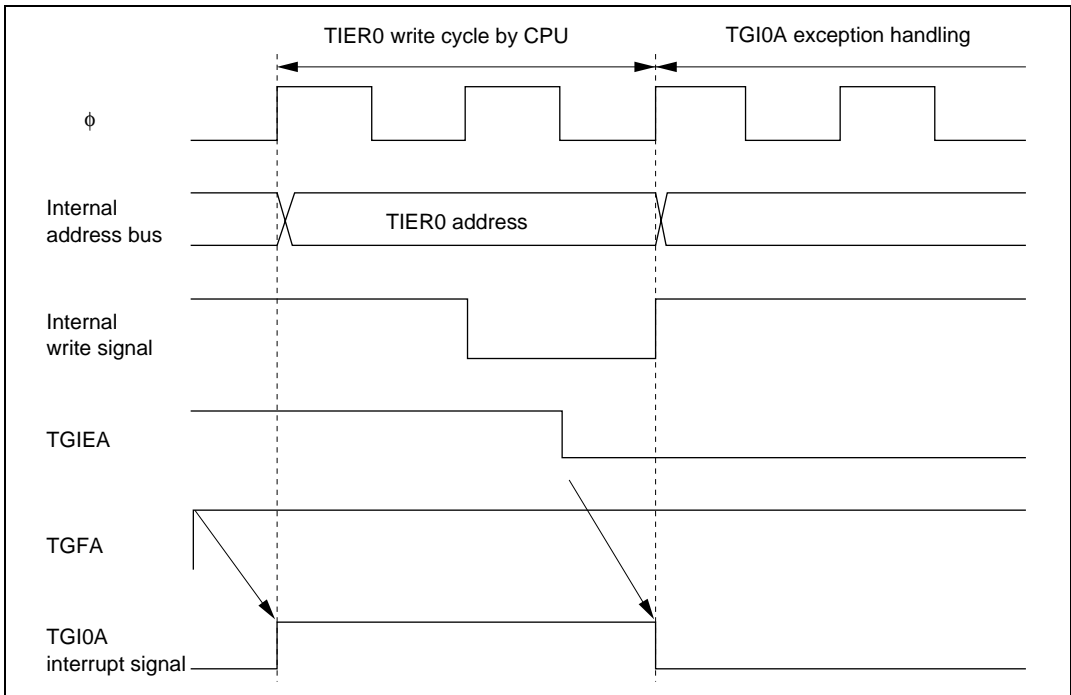 TIER0 write cycle by CPU
TGI0A exception handling
ϕ
Internal
address bus
TIER0 address
Internal
write signal
TGIEA
TGFA
TGI0A
interrupt signal